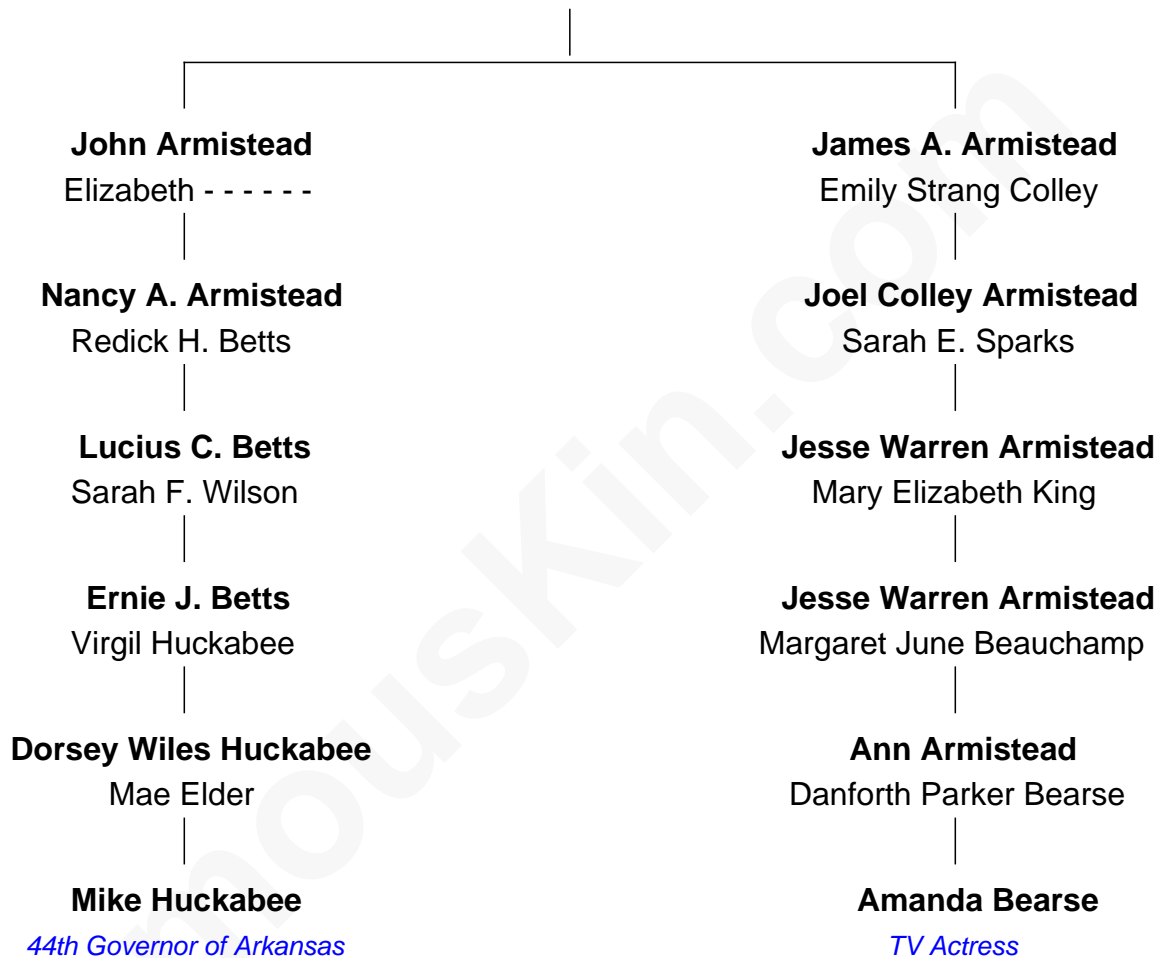 John Armistead
Elizabeth - - - - - -
Nancy A. Armistead
Redick H. Betts
Lucius C. Betts
Sarah F. Wilson
Ernie J. Betts
Virgil Huckabee
Dorsey Wiles Huckabee
Mae Elder
Mike Huckabee
44th Governor of Arkansas
James A. Armistead
Emily Strang Colley
Joel Colley Armistead
Sarah E. Sparks
Jesse Warren Armistead
Mary Elizabeth King
Jesse Warren Armistead
Margaret June Beauchamp
Ann Armistead
Danforth Parker Bearse
Amanda Bearse
TV Actress
mousKin.com